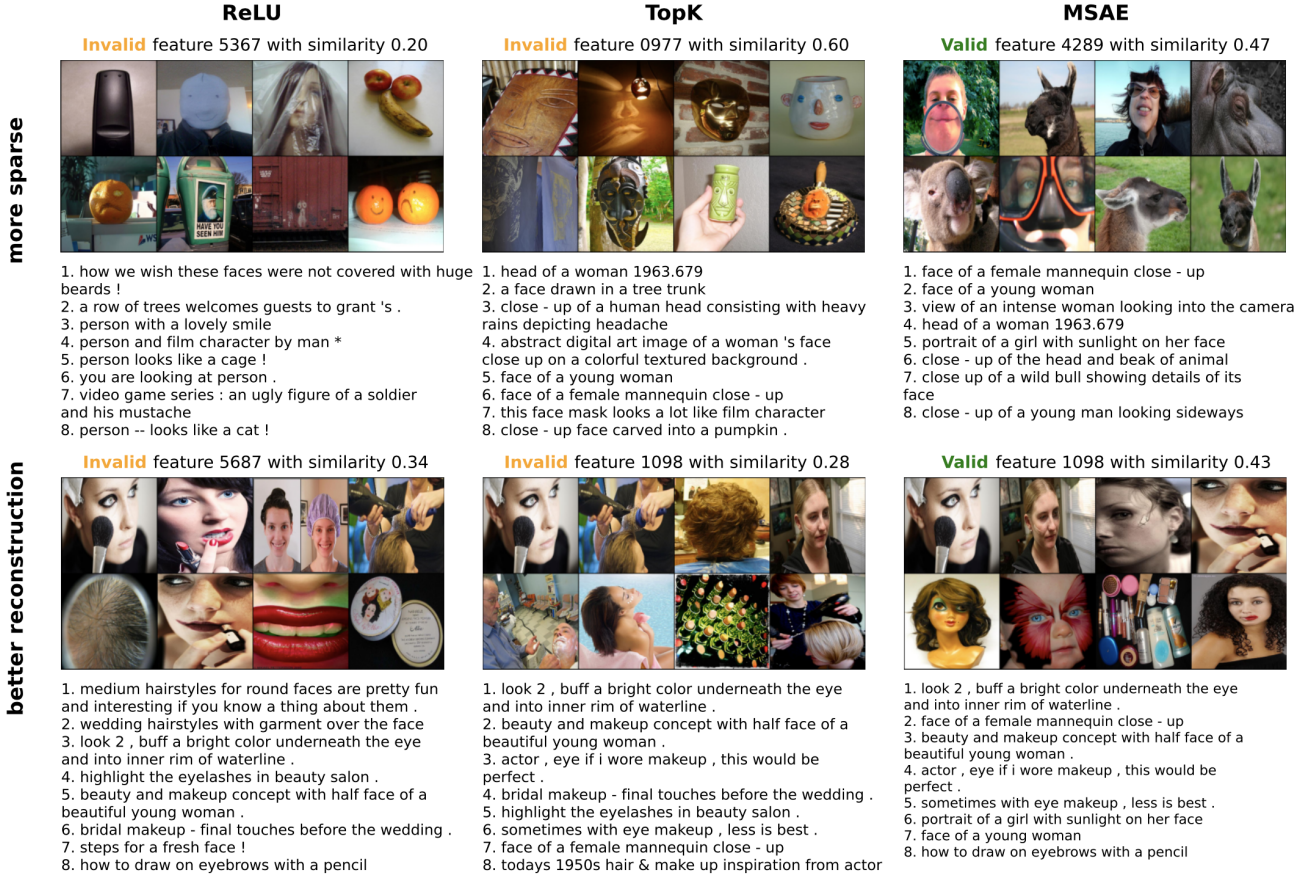 ReLU
TopK
MSAE
more sparse
Invalid feature 5367 with similarity 0.20
HAVE YOU
SEEN HIM
1. how we wish these faces were not covered with huge
beards !
2. a row of trees welcomes guests to grant 's .
3. person with a lovely smile
4. person and film character by man *
5. person looks like a cage !
6. you are looking at person .
7. video game series : an ugly figure of a soldier
and his mustache
8. person -- looks like a cat !
Invalid feature 0977 with similarity 0.60
1. head of a woman 1963.679
2. a face drawn in a tree trunk
3. close - up of a human head consisting with heavy
rains depicting headache
4. abstract digital art image of a woman 's face
close up on a colorful textured background .
5. face of a young woman
6. face of a female mannequin close - up
7. this face mask looks a lot like film character
8. close - up face carved into a pumpkin .
Valid feature 4289 with similarity 0.47
1. face of a female mannequin close - up
2. face of a young woman
3. view of an intense woman looking into the camera
4. head of a woman 1963.679
5. portrait of a girl with sunlight on her face
6. close - up of the head and beak of animal
7. close up of a wild bull showing details of its
face
8. close - up of a young man looking sideways
better reconstruction
Invalid feature 5687 with similarity 0.34
1. medium hairstyles for round faces are pretty fun
and interesting if you know a thing about them .
2. wedding hairstyles with garment over the face
3. look 2 , buff a bright color underneath the eye
and into inner rim of waterline .
4. highlight the eyelashes in beauty salon .
5. beauty and makeup concept with half face of a
beautiful young woman .
6. bridal makeup - final touches before the wedding .
7. steps for a fresh face !
8. how to draw on eyebrows with a pencil
Invalid feature 1098 with similarity 0.28
1. look 2 , buff a bright color underneath the eye
and into inner rim of waterline .
2. beauty and makeup concept with half face of a
beautiful young woman .
3. actor , eye if i wore makeup , this would be
perfect .
4. bridal makeup - final touches before the wedding .
5. highlight the eyelashes in beauty salon .
6. sometimes with eye makeup , less is best .
7. face of a female mannequin close - up
8. todays 1950s hair & make up inspiration from actor
Valid feature 1098 with similarity 0.43
1. look 2 , buff a bright color underneath the eye
and into inner rim of waterline .
2. face of a female mannequin close - up
3. beauty and makeup concept with half face of a
beautiful young woman .
4. actor , eye if i wore makeup , this would be
perfect .
5. sometimes with eye makeup , less is best .
6. portrait of a girl with sunlight on her face
7. face of a young woman
8. how to draw on eyebrows with a pencil